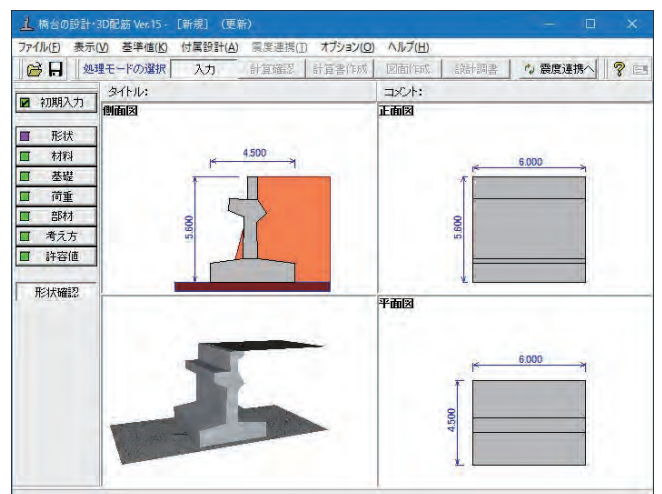 橋台の設計・3D配筋 Ver.15 - [新規] (更新)
ファイル(F) 表示(V) 基準値(K) 付属設計(A) 震度連携(T) オプション(O) ヘルプ(H)
処理モードの選択 入力 計算確認 計算書作成 図面作成 設計調書 震度連携へ
初期入力
形状
材料
基礎
荷重
部材
考え方
許容値
形状確認
タイトル:
コメント:
側面図
4.500
5.600
正面図
6.000
5.600
平面図
6.000
4.500